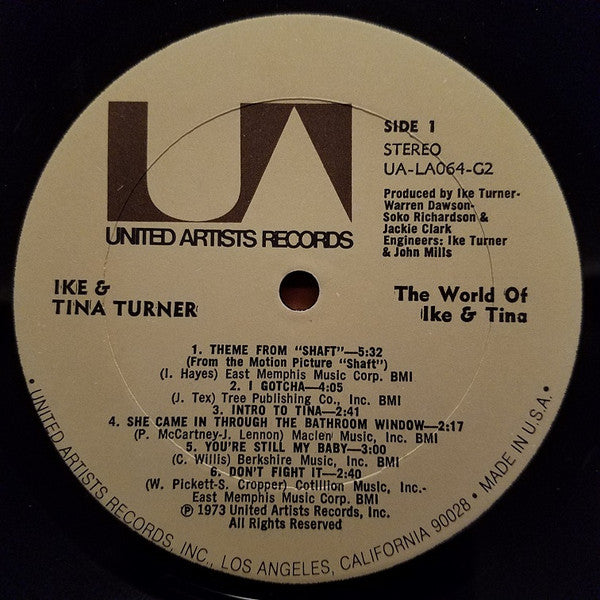 UA
UNITED ARTISTS RECORDS
SIDE 1
STEREO
UA-LA064-G2
Produced by Ike Turner-
Warren Dawson-
Soko Richardson &
Jackie Clark
Engineers: Ike Turner
& John Mills
IKE &
TINA TURNER
The World Of
Ike & Tina
1. THEME FROM "SHAFT"—5:32
(From the Motion Picture "Shaft")
(I. Hayes) East Memphis Music Corp. BMI
2. I GOTCHA—4:05
(J. Tex) Tree Publishing Co., Inc. BMI
3. INTRO TO TINA—2:41
4. SHE CAME IN THROUGH THE BATHROOM WINDOW—2:17
(P. McCartney-J. Lennon) Maclen Music, Inc. BMI
5. YOU'RE STILL MY BABY—3:00
(C. Willis) Berkshire Music, Inc. BMI
6. DON'T FIGHT IT—2:40
(W. Pickett-S. Cropper) Cotillion Music, Inc.-
East Memphis Music Corp. BMI
℗ 1973 United Artists Records, Inc.
All Rights Reserved
• UNITED ARTISTS RECORDS, INC., LOS ANGELES, CALIFORNIA 90028 • MADE IN U.S.A. •